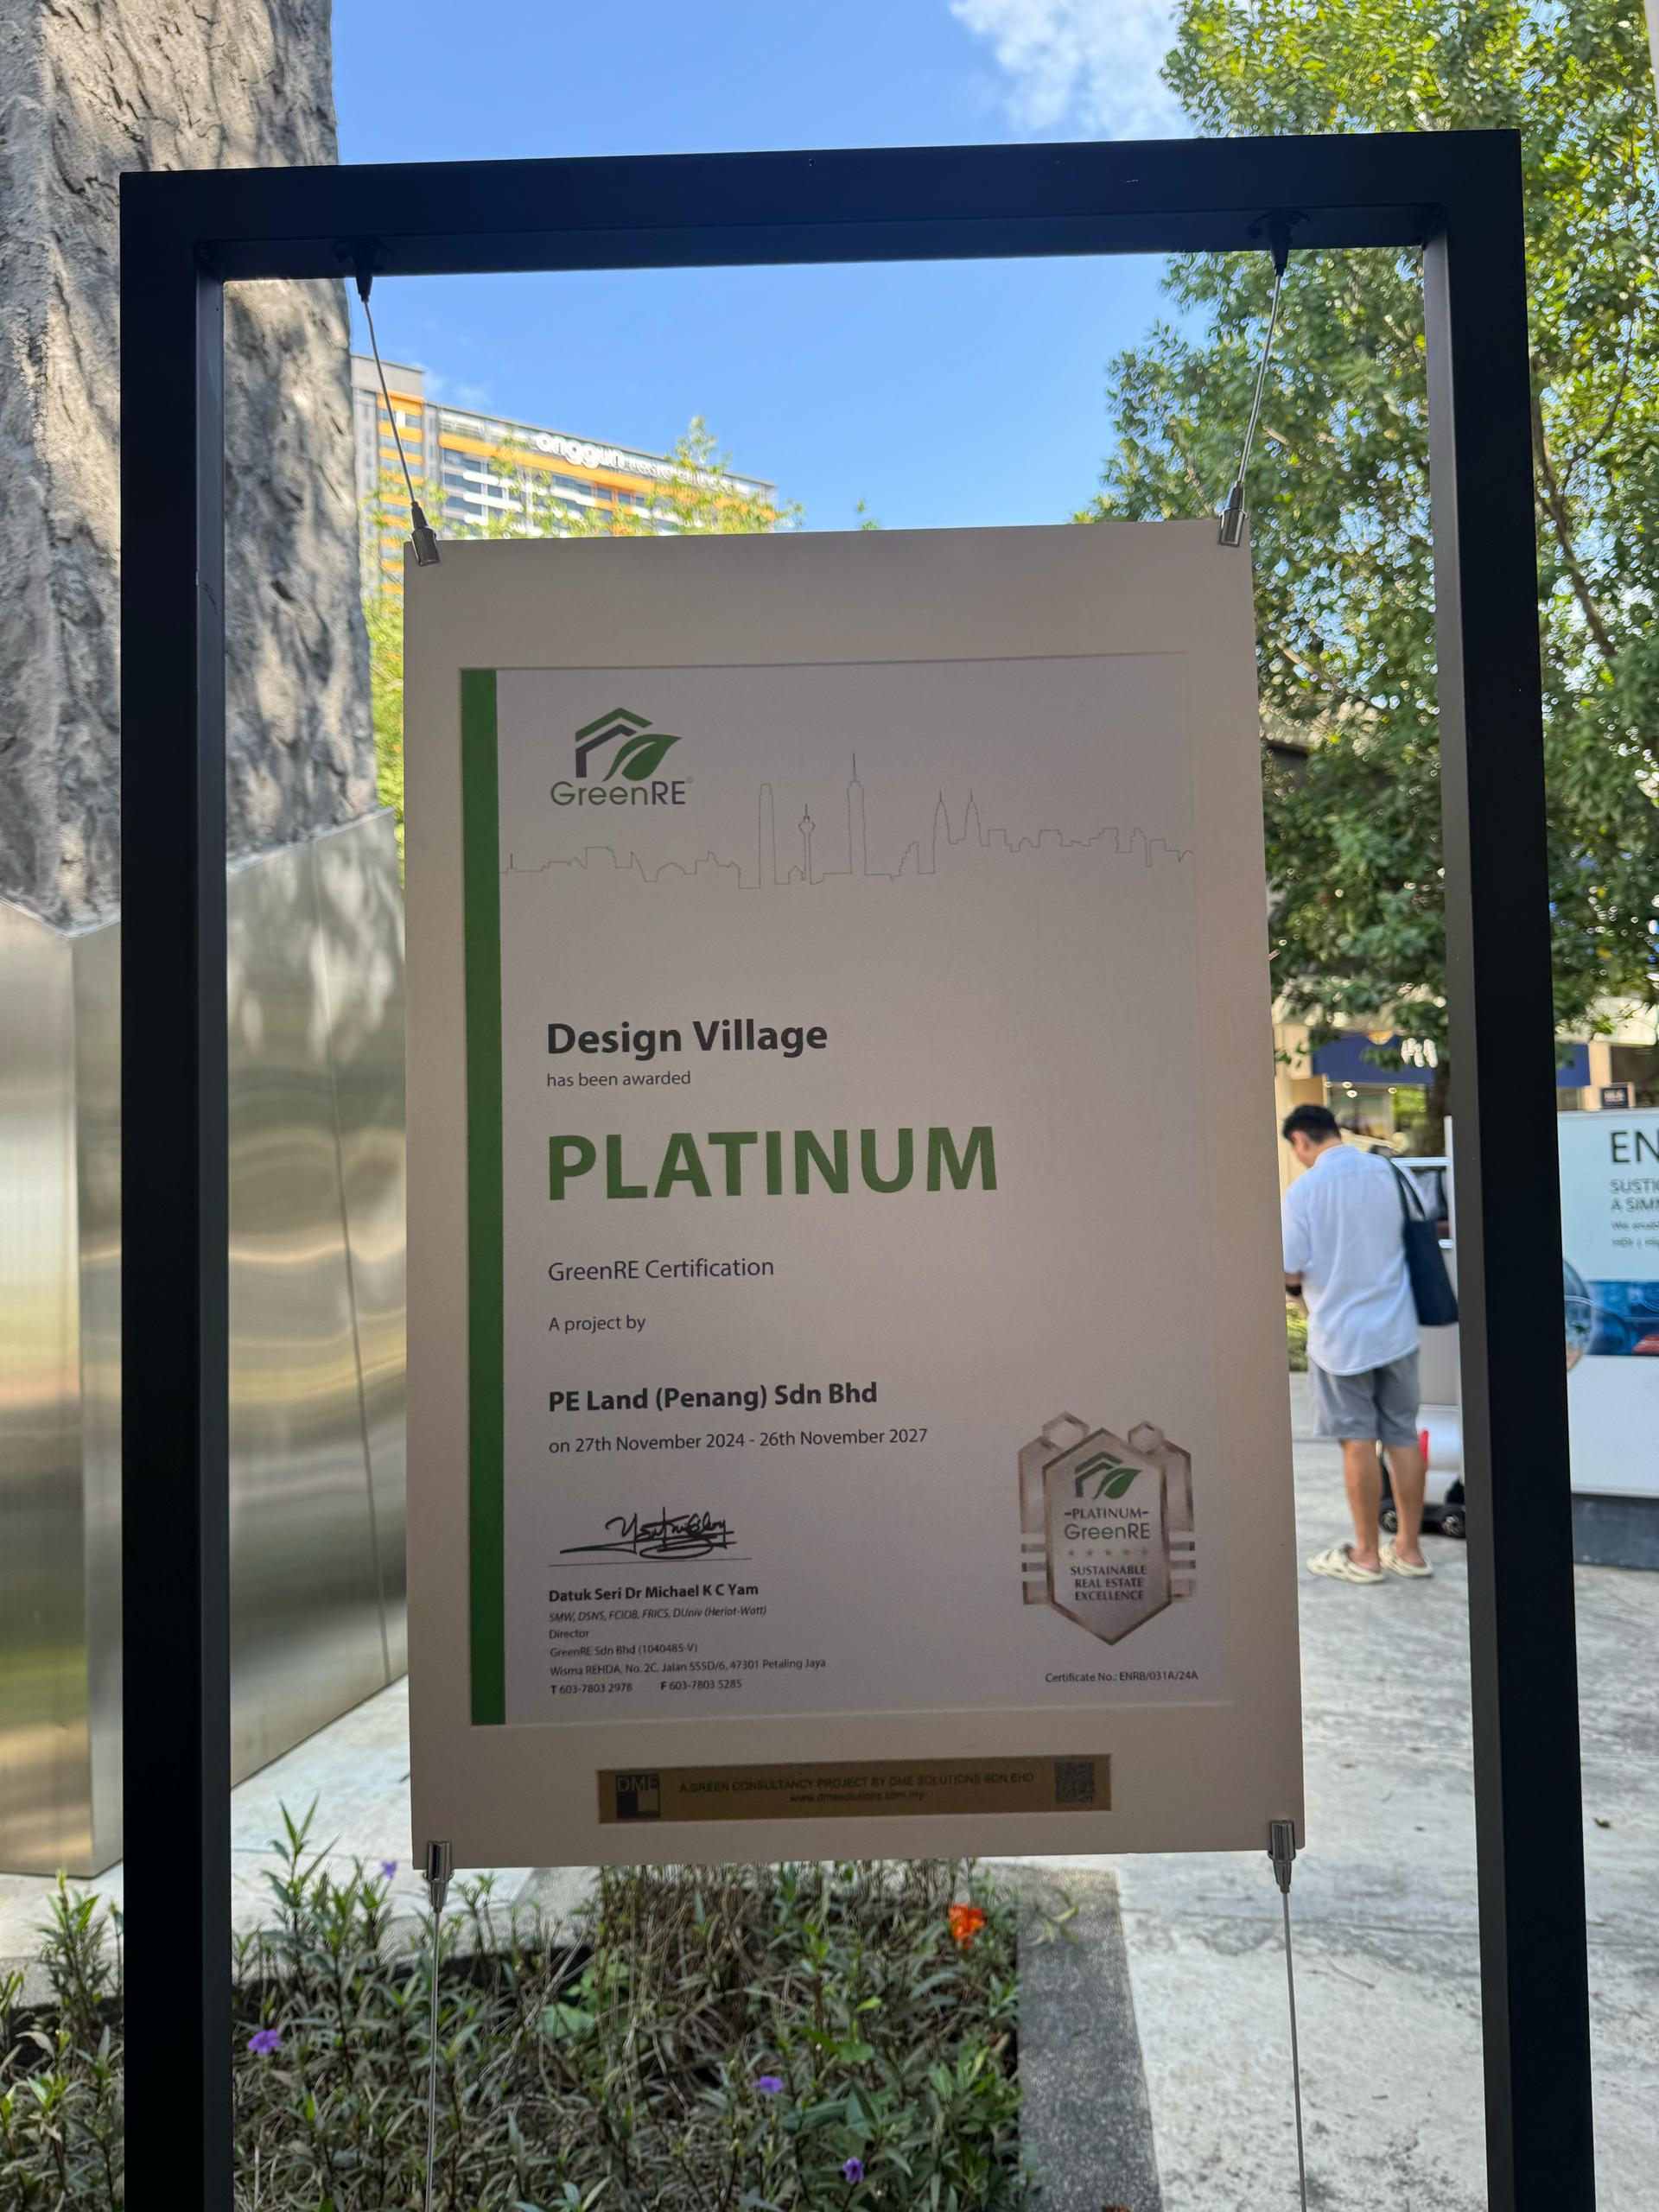 GreenRE
Design Village
has been awarded
PLATINUM
GreenRE Certification
A project by
PE Land (Penang) Sdn Bhd
on 27th November 2024 - 26th November 2027
Datuk Seri Dr Michael K C Yam
SMW, DSNS, FCIOB, FRICS, DUniv (Heriot-Watt)
Director
GreenRE Sdn Bhd (1040485-V)
Wisma REHDA, No. 2C, Jalan SS5D/6, 47301 Petaling Jaya
T 603-7803 2978 F 603-7803 5285
-PLATINUM-
GreenRE
SUSTAINABLE
REAL ESTATE
EXCELLENCE
Certificate No.: ENRB/031A/24A
DME
A GREEN CONSULTANCY PROJECT BY DME SOLUTIONS SDN BHD
www.dmesolutions.com.my
EN
SUSTI
A SIM